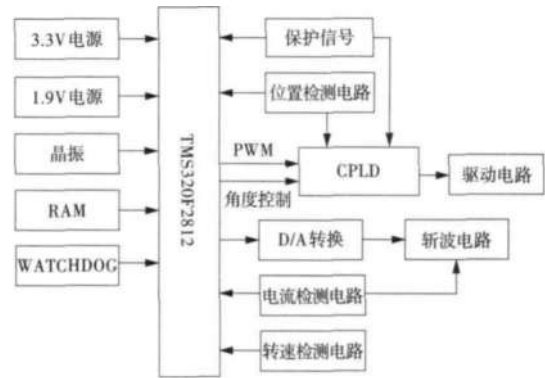 3.3V电源
1.9V电源
晶振
RAM
WATCHDOG
TMS320F2812
保护信号
位置检测电路
PWM
角度控制
CPLD
驱动电路
D/A转换
斩波电路
电流检测电路
转速检测电路